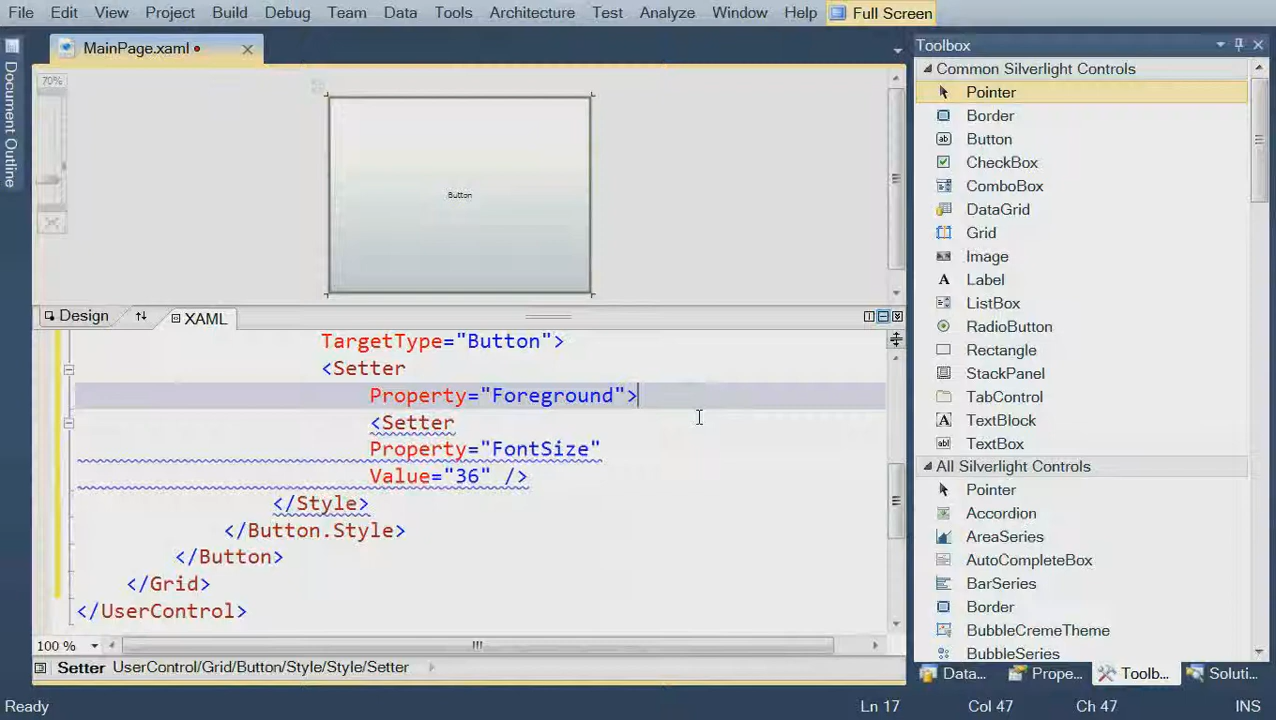 File Edit View Project Build Debug Team Data Tools Architecture Test Analyze Window Help Full Screen
MainPage.xaml
Toolbox
Document Outline
70%
Button
Common Silverlight Controls
Pointer
Border
Button
CheckBox
ComboBox
DataGrid
Grid
Image
Label
ListBox
RadioButton
Rectangle
StackPanel
TabControl
TextBlock
TextBox
All Silverlight Controls
Pointer
Accordion
AreaSeries
AutoCompleteBox
BarSeries
Border
BubbleCremeTheme
BubbleSeries
Design XAML
TargetType="Button">
<Setter
Property="Foreground">
<Setter
Property="FontSize"
Value="36" />
</Style>
</Button.Style>
</Button>
</Grid>
</UserControl>
100 %
Setter UserControl/Grid/Button/Style/Style/Setter
Data... Prope... Toolb... Soluti...
Ready Ln 17 Col 47 Ch 47 INS